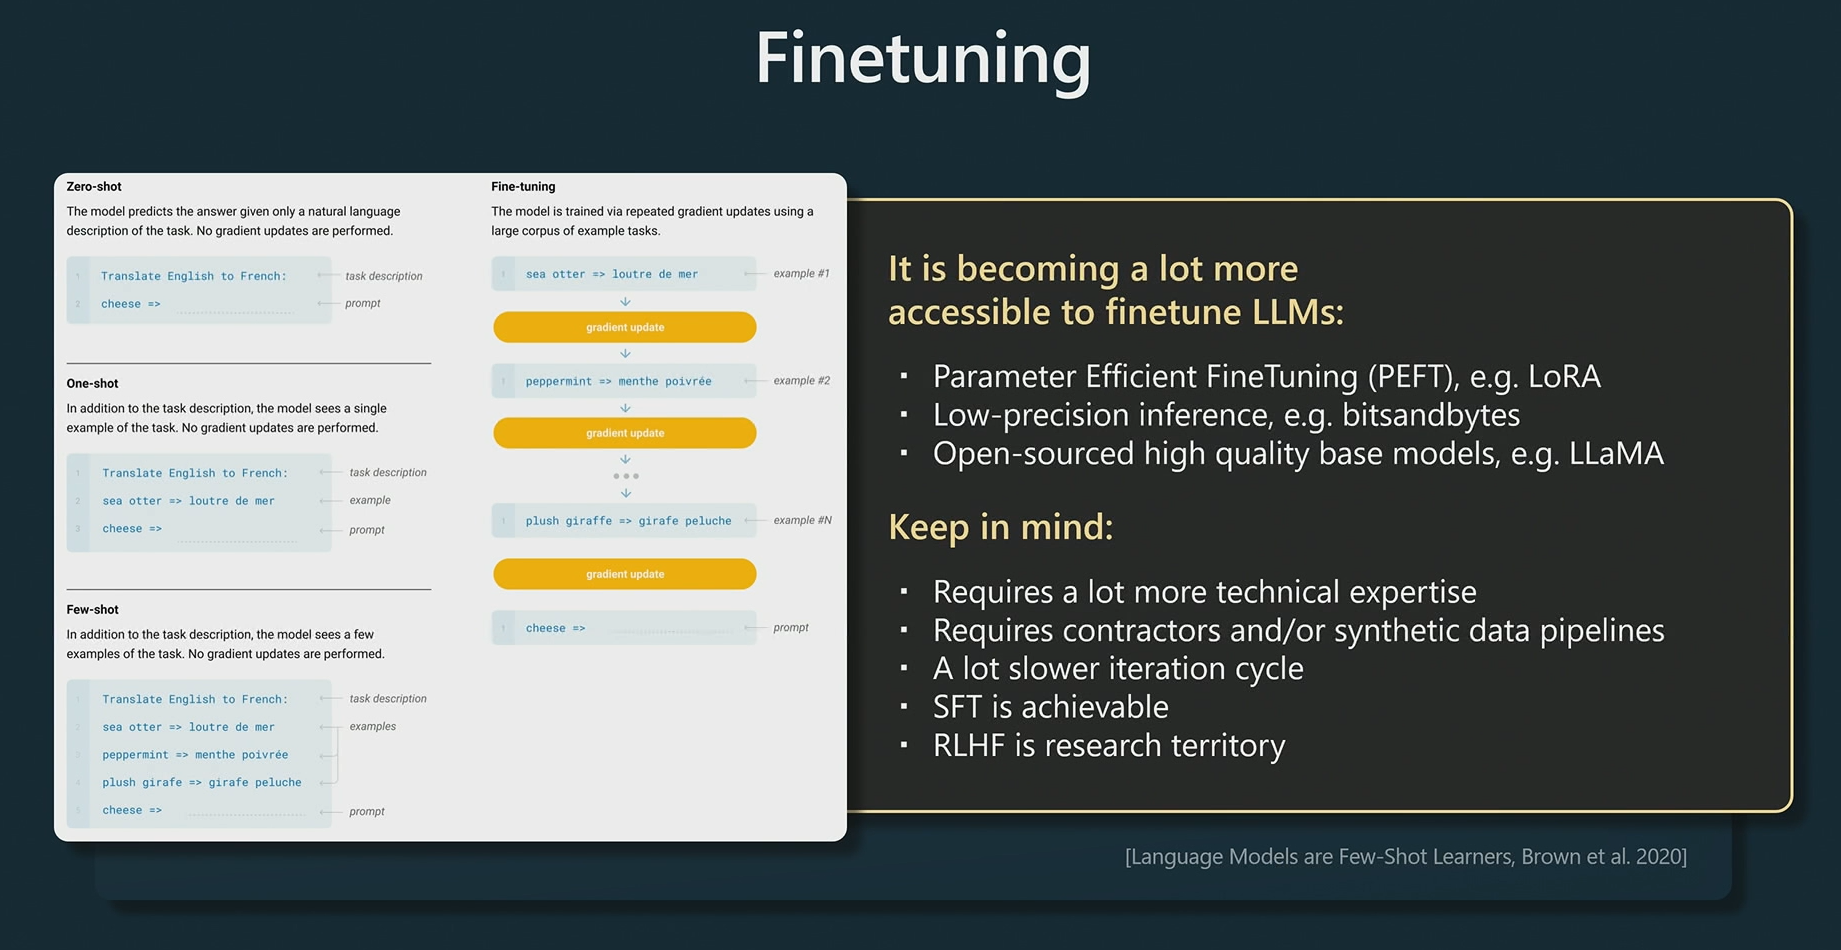 Finetuning
Zero-shot
The model predicts the answer given only a natural language
description of the task. No gradient updates are performed.
1 Translate English to French: task description
2 cheese => prompt
One-shot
In addition to the task description, the model sees a single
example of the task. No gradient updates are performed.
1 Translate English to French: task description
2 sea otter => loutre de mer example
3 cheese => prompt
Few-shot
In addition to the task description, the model sees a few
examples of the task. No gradient updates are performed.
1 Translate English to French: task description
2 sea otter => loutre de mer examples
3 peppermint => menthe poivrée
4 plush girafe => girafe peluche
5 cheese => prompt
Fine-tuning
The model is trained via repeated gradient updates using a
large corpus of example tasks.
1 sea otter => loutre de mer example #1
gradient update
1 peppermint => menthe poivrée example #2
gradient update
1 plush giraffe => girafe peluche example #N
gradient update
1 cheese => prompt
It is becoming a lot more
accessible to finetune LLMs:
▪ Parameter Efficient FineTuning (PEFT), e.g. LoRA
▪ Low-precision inference, e.g. bitsandbytes
▪ Open-sourced high quality base models, e.g. LLaMA
Keep in mind:
▪ Requires a lot more technical expertise
▪ Requires contractors and/or synthetic data pipelines
▪ A lot slower iteration cycle
▪ SFT is achievable
▪ RLHF is research territory
[Language Models are Few-Shot Learners, Brown et al. 2020]